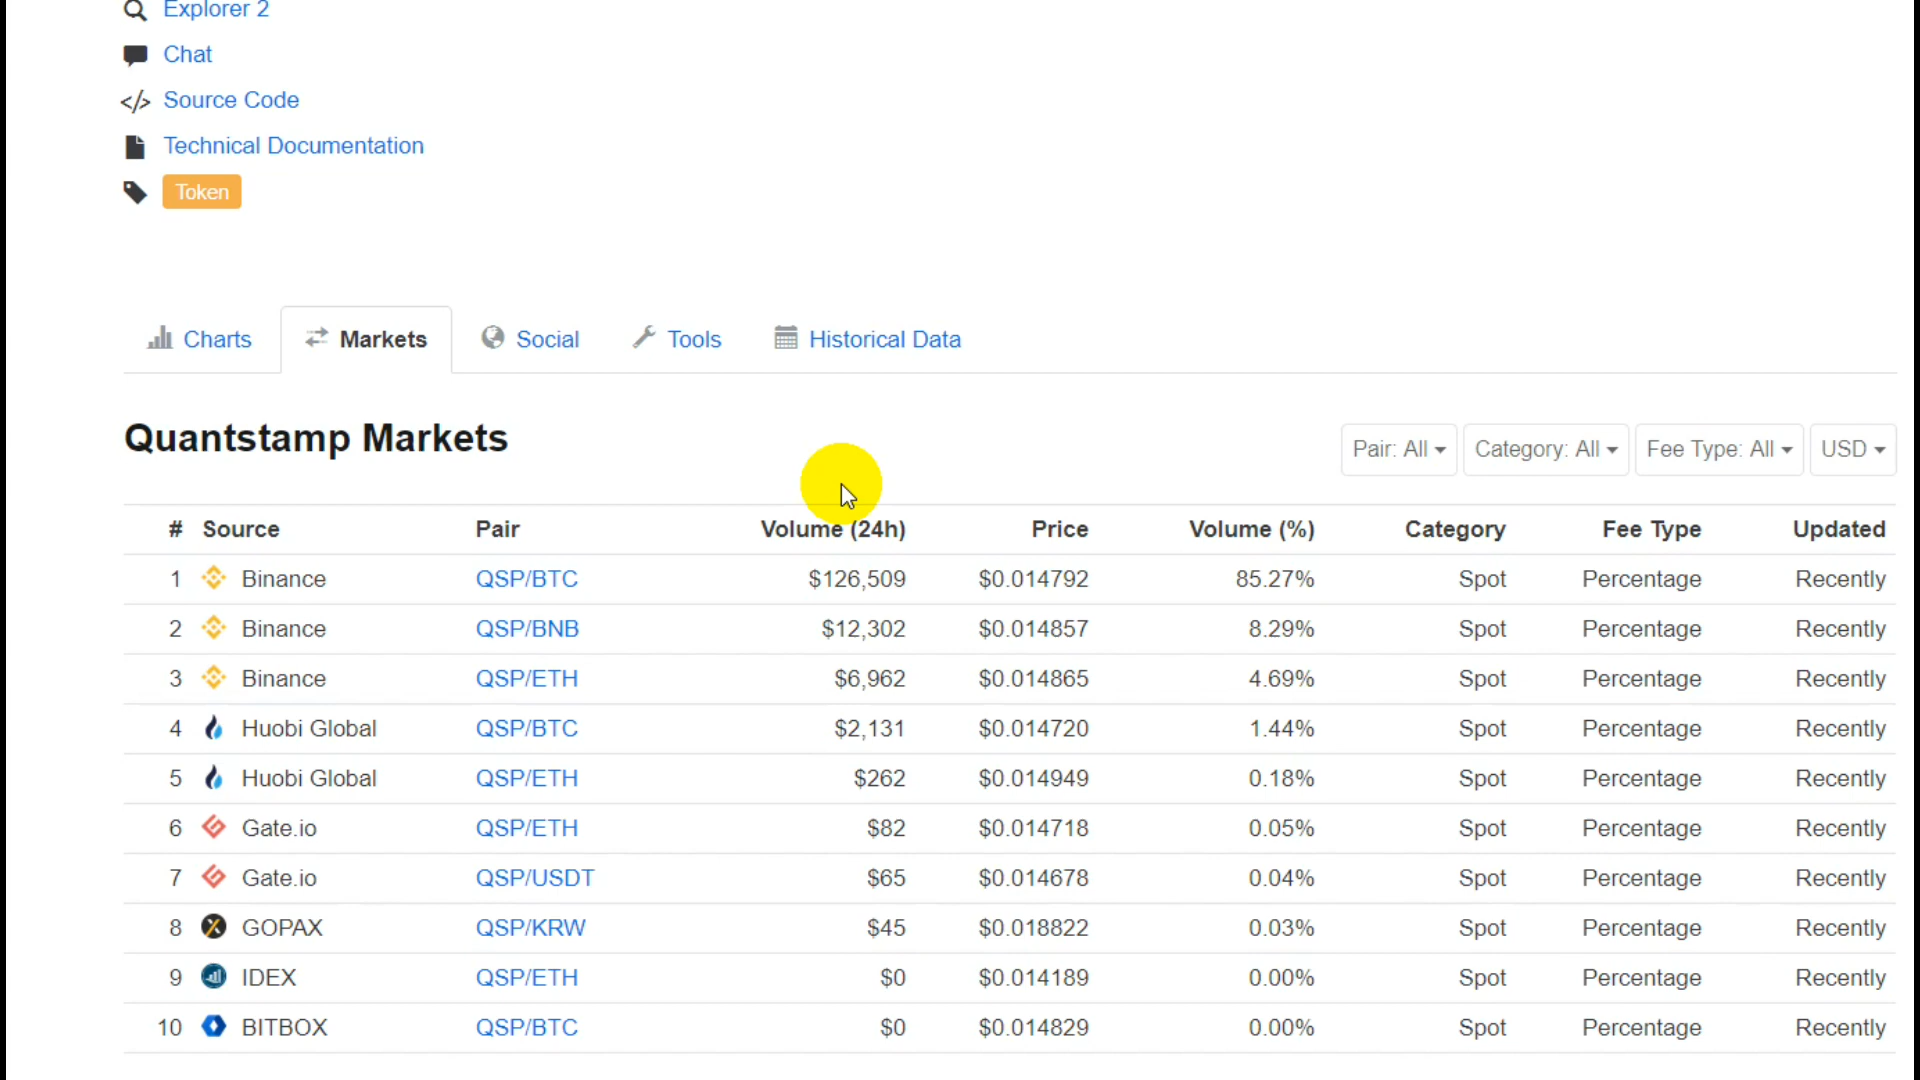 Explorer 2
Chat
Source Code
Technical Documentation
Token
Charts Markets Social Tools Historical Data
Quantstamp Markets
Pair: All Category: All Fee Type: All USD
# Source Pair Volume (24h) Price Volume (%) Category Fee Type Updated
1 Binance QSP/BTC $126,509 $0.014792 85.27% Spot Percentage Recently
2 Binance QSP/BNB $12,302 $0.014857 8.29% Spot Percentage Recently
3 Binance QSP/ETH $6,962 $0.014865 4.69% Spot Percentage Recently
4 Huobi Global QSP/BTC $2,131 $0.014720 1.44% Spot Percentage Recently
5 Huobi Global QSP/ETH $262 $0.014949 0.18% Spot Percentage Recently
6 Gate.io QSP/ETH $82 $0.014718 0.05% Spot Percentage Recently
7 Gate.io QSP/USDT $65 $0.014678 0.04% Spot Percentage Recently
8 GOPAX QSP/KRW $45 $0.018822 0.03% Spot Percentage Recently
9 IDEX QSP/ETH $0 $0.014189 0.00% Spot Percentage Recently
10 BITBOX QSP/BTC $0 $0.014829 0.00% Spot Percentage Recently